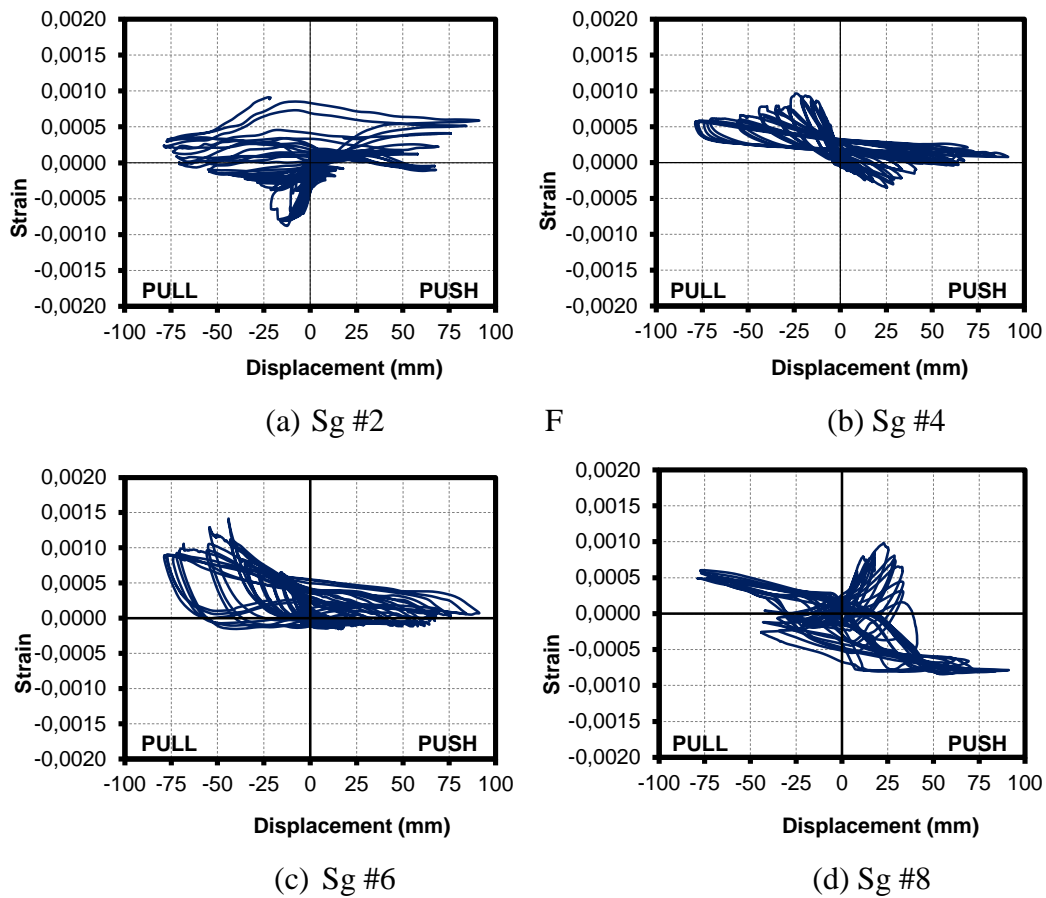 0,0020
0,0015
0,0010
0,0005
0,0000
-0,0005
-0,0010
-0,0015
-0,0020
Strain
PULL PUSH
-100 -75 -50 -25 0 25 50 75 100
Displacement (mm)
(a) Sg #2
0,0020
0,0015
0,0010
0,0005
0,0000
-0,0005
-0,0010
-0,0015
-0,0020
Strain
PULL PUSH
-100 -75 -50 -25 0 25 50 75 100
Displacement (mm)
F
(b) Sg #4
0,0020
0,0015
0,0010
0,0005
0,0000
-0,0005
-0,0010
-0,0015
-0,0020
Strain
PULL PUSH
-100 -75 -50 -25 0 25 50 75 100
Displacement (mm)
(c) Sg #6
0,0020
0,0015
0,0010
0,0005
0,0000
-0,0005
-0,0010
-0,0015
-0,0020
Strain
PULL PUSH
-100 -75 -50 -25 0 25 50 75 100
Displacement (mm)
(d) Sg #8